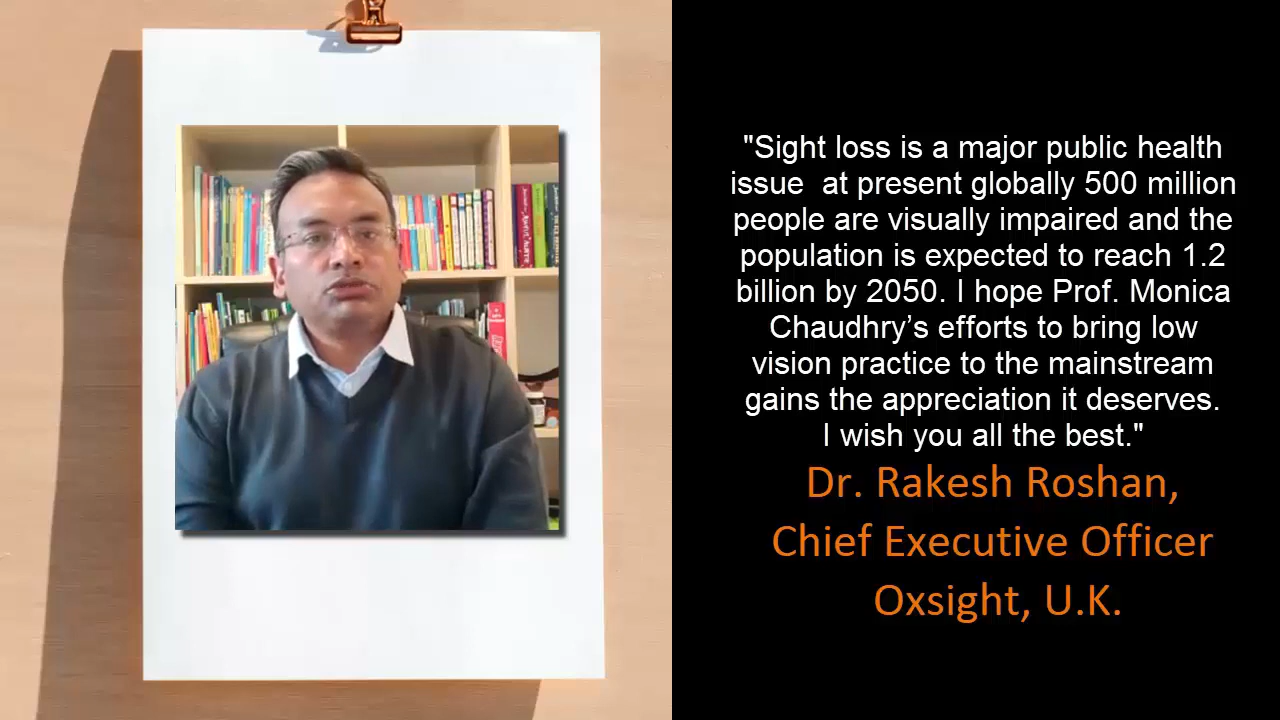 "Sight loss is a major public health
issue  at present globally 500 million
people are visually impaired and the
population is expected to reach 1.2
billion by 2050. I hope Prof. Monica
Chaudhry’s efforts to bring low
vision practice to the mainstream
gains the appreciation it deserves.
I wish you all the best."
Dr. Rakesh Roshan,
Chief Executive Officer
Oxsight, U.K.